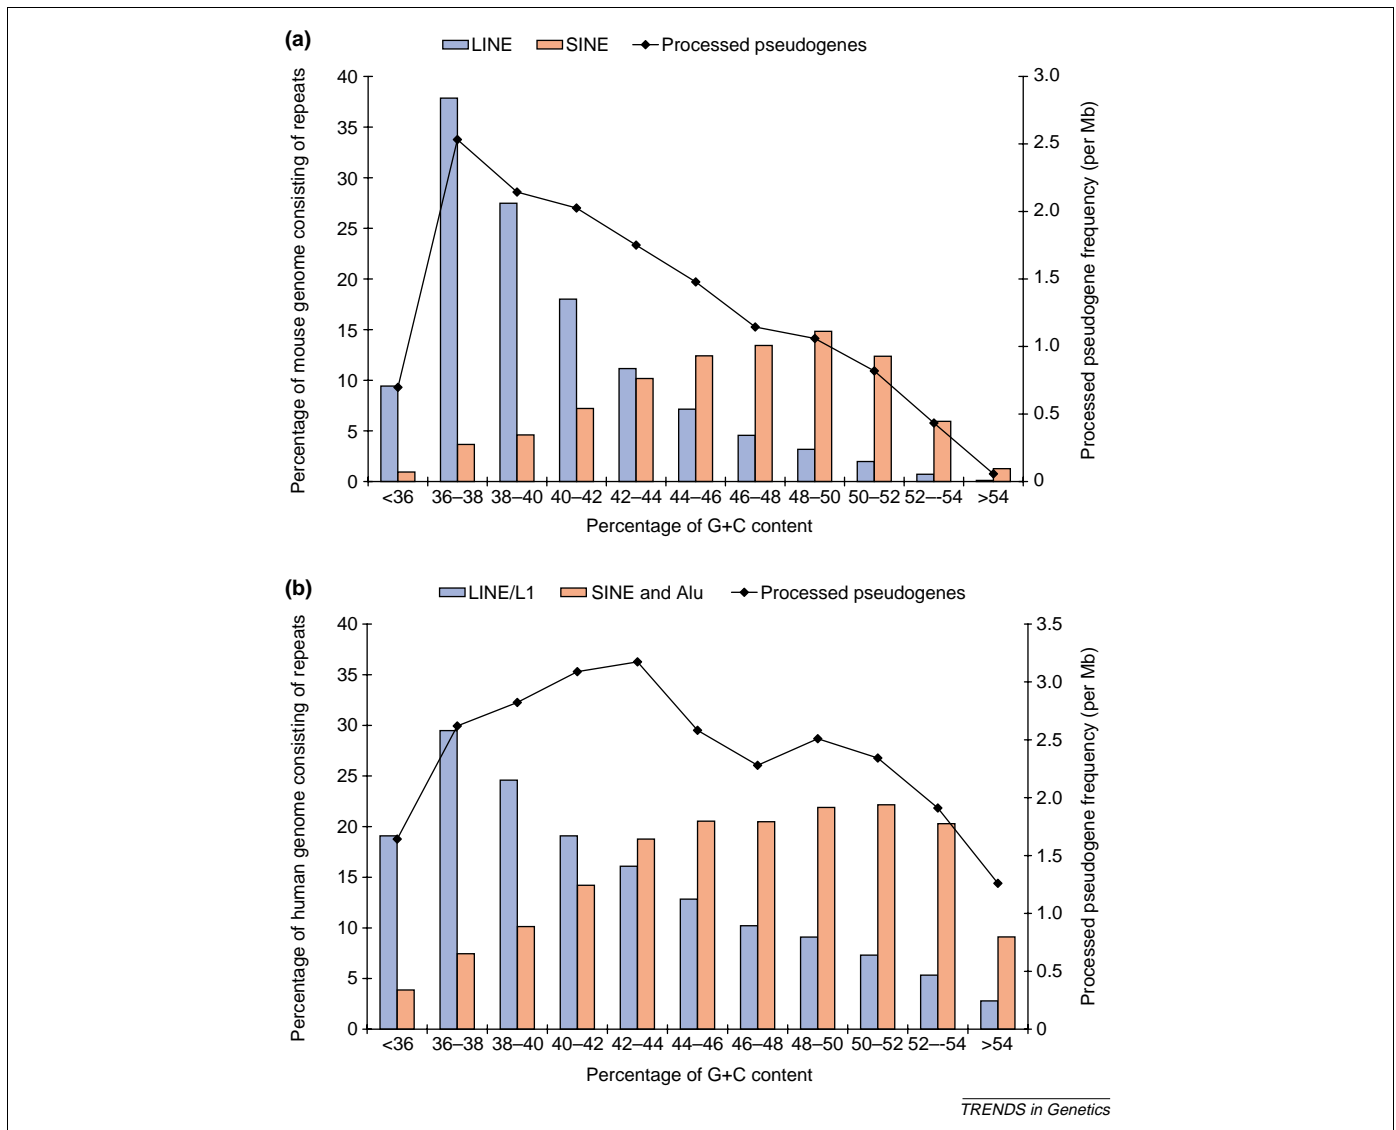 (a)
LINE SINE Processed pseudogenes
Percentage of mouse genome consisting of repeats
40
35
30
25
20
15
10
5
0
3.0
2.5
2.0
1.5
1.0
0.5
0
Processed pseudogene frequency (per Mb)
<36 36–38 38–40 40–42 42–44 44–46 46–48 48–50 50–52 52–-54 >54
Percentage of G+C content
(b)
LINE/L1 SINE and Alu Processed pseudogenes
Percentage of human genome consisting of repeats
40
35
30
25
20
15
10
5
0
3.5
3.0
2.5
2.0
1.5
1.0
0.5
0
Processed pseudogene frequency (per Mb)
<36 36–38 38–40 40–42 42–44 44–46 46–48 48–50 50–52 52–-54 >54
Percentage of G+C content
TRENDS in Genetics